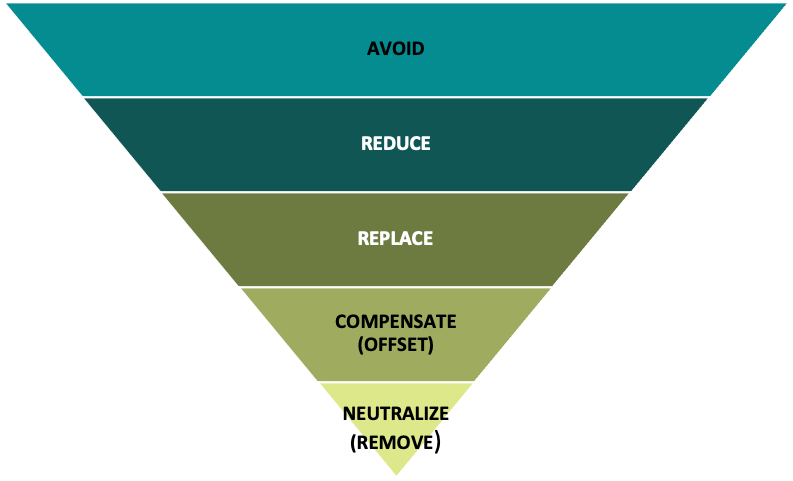 AVOID
REDUCE
REPLACE
COMPENSATE
(OFFSET)
NEUTRALIZE
(REMOVE)